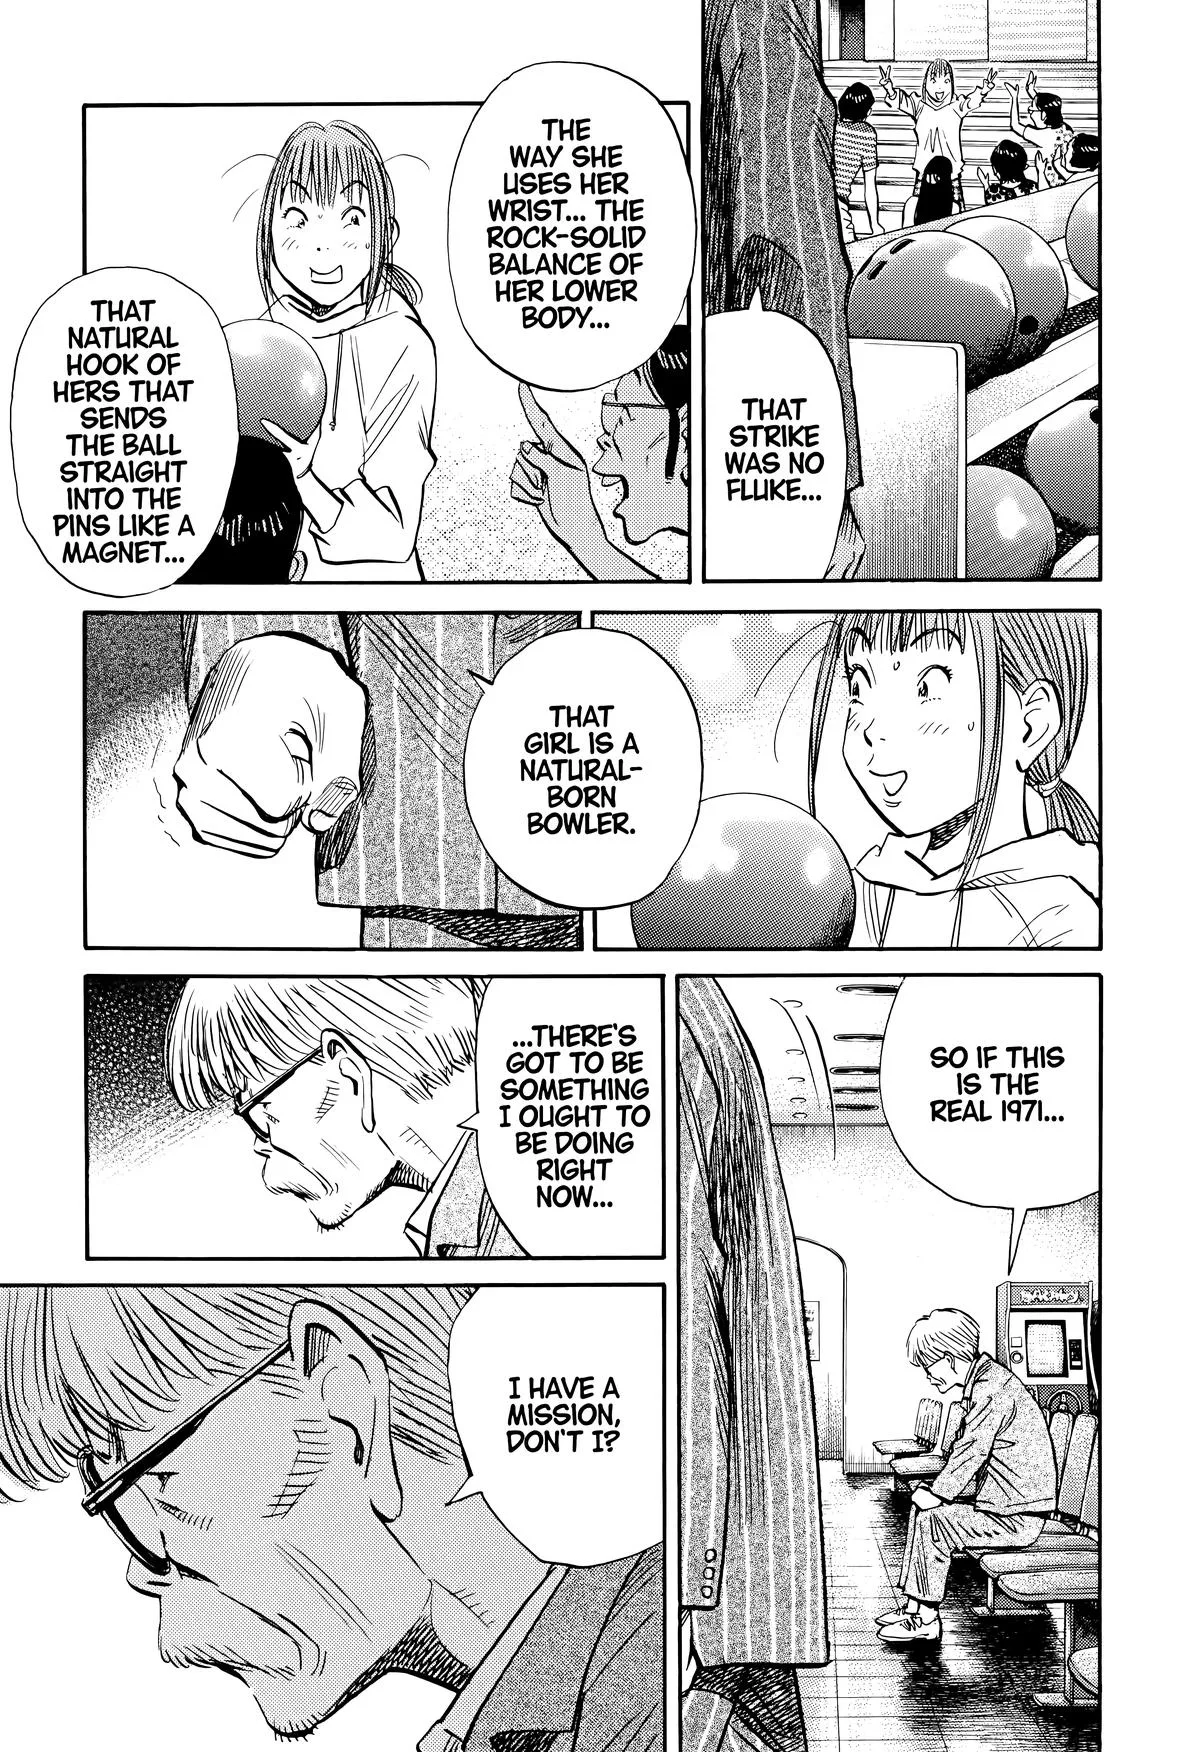 THAT
STRIKE
WAS NO
FLUKE...
THE
WAY SHE
USES HER
WRIST... THE
ROCK-SOLID
BALANCE OF
HER LOWER
BODY...
THAT
NATURAL
HOOK OF
HERS THAT
SENDS
THE BALL
STRAIGHT
INTO THE
PINS LIKE A
MAGNET...
THAT
GIRL IS A
NATURAL-
BORN
BOWLER.
SO IF THIS
IS THE
REAL 1971...
...THERE'S
GOT TO BE
SOMETHING
I OUGHT TO
BE DOING
RIGHT
NOW...
I HAVE A
MISSION,
DON'T I?